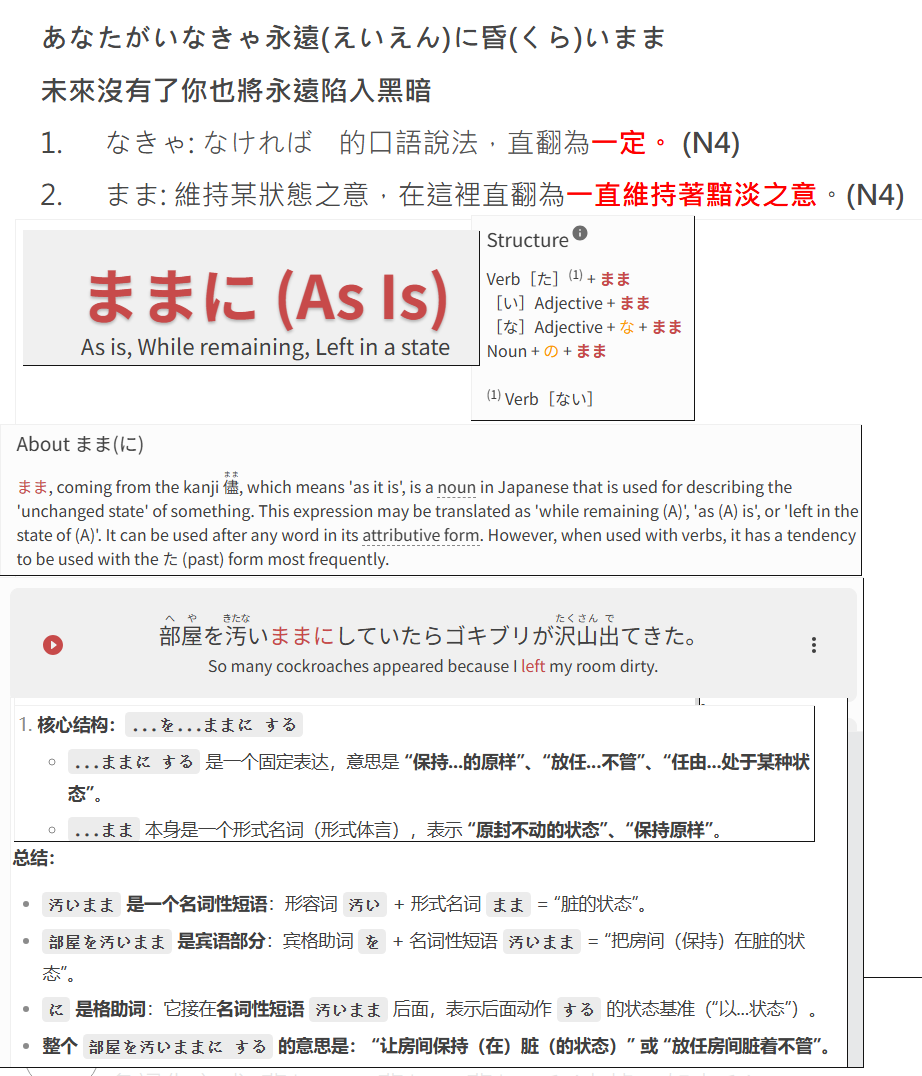 あなたがいなきゃ永遠(えいえん)に昏(くら)いまま
未來沒有了你也將永遠陷入黑暗
1. なきゃ: なければ 的口語說法，直翻為一定。 (N4)
2. まま: 維持某狀態之意，在這裡直翻為一直維持著黯淡之意。(N4)
ままに (As Is)
As is, While remaining, Left in a state
Structure
Verb［た］(1) + まま
［い］Adjective + まま
［な］Adjective + な + まま
Noun + の + まま
(1) Verb［ない］
About まま(に)
まま
まま, coming from the kanji 儘, which means 'as it is', is a noun in Japanese that is used for describing the
'unchanged state' of something. This expression may be translated as 'while remaining (A)', 'as (A) is', or 'left in the
state of (A)'. It can be used after any word in its attributive form. However, when used with verbs, it has a tendency
to be used with the た (past) form most frequently.
へ や きたな たくさん で
部屋を汚いままにしていたらゴキブリが沢山出てきた。
So many cockroaches appeared because I left my room dirty.
1. 核心结构： ...を...ままに する
...ままに する 是一个固定表达，意思是 “保持...的原样”、“放任...不管”、“任由...处于某种状
态”。
...まま 本身是一个形式名词（形式体言），表示 “原封不动的状态”、“保持原样”。
总结：
汚いまま 是一个名词性短语：形容词 汚い + 形式名词 まま = “脏的状态”。
部屋を汚いまま 是宾语部分：宾格助词 を + 名词性短语 汚いまま = “把房间（保持）在脏的状
态”。
に 是格助词：它接在名词性短语 汚いまま 后面，表示后面动作 する 的状态基准（“以...状态”）。
整个 部屋を汚いままに する 的意思是： “让房间保持（在）脏（的状态）” 或 “放任房间脏着不管”。